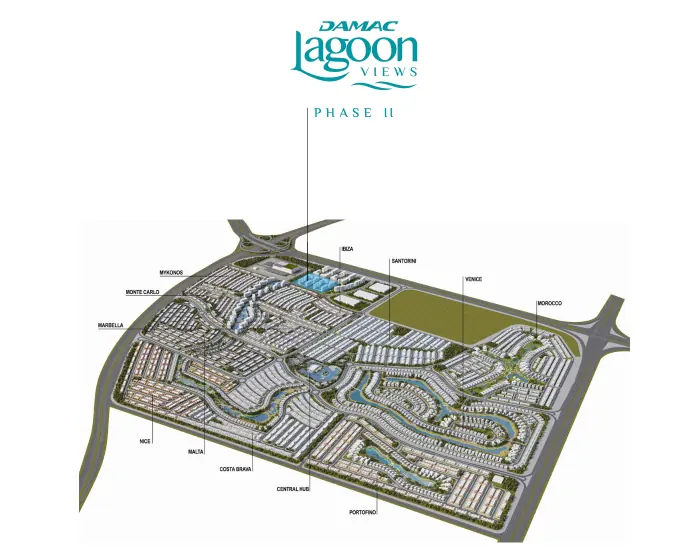 DAMAC
Lagoon
VIEWS
PHASE II
IBIZA
SANTORINI
MYKONOS
VENICE
MONTE CARLO
MOROCCO
MARBELLA
NICE
MALTA
COSTA BRAVA
CENTRAL HUB
PORTOFINO